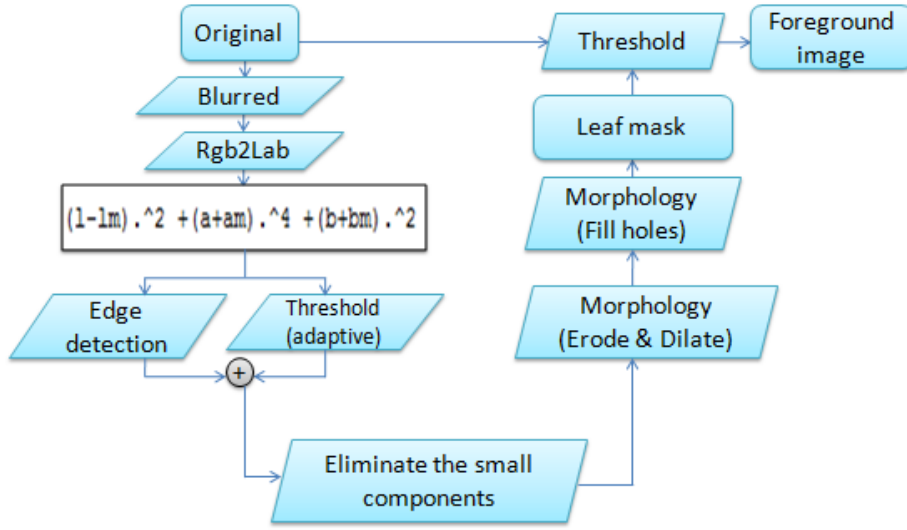 Original
Threshold
Foreground
image
Blurred
Rgb2Lab
Leaf mask
(l-lm).^2 +(a+am).^4 +(b+bm).^2
Morphology
(Fill holes)
Edge
detection
Threshold
(adaptive)
Morphology
(Erode & Dilate)
+
Eliminate the small
components